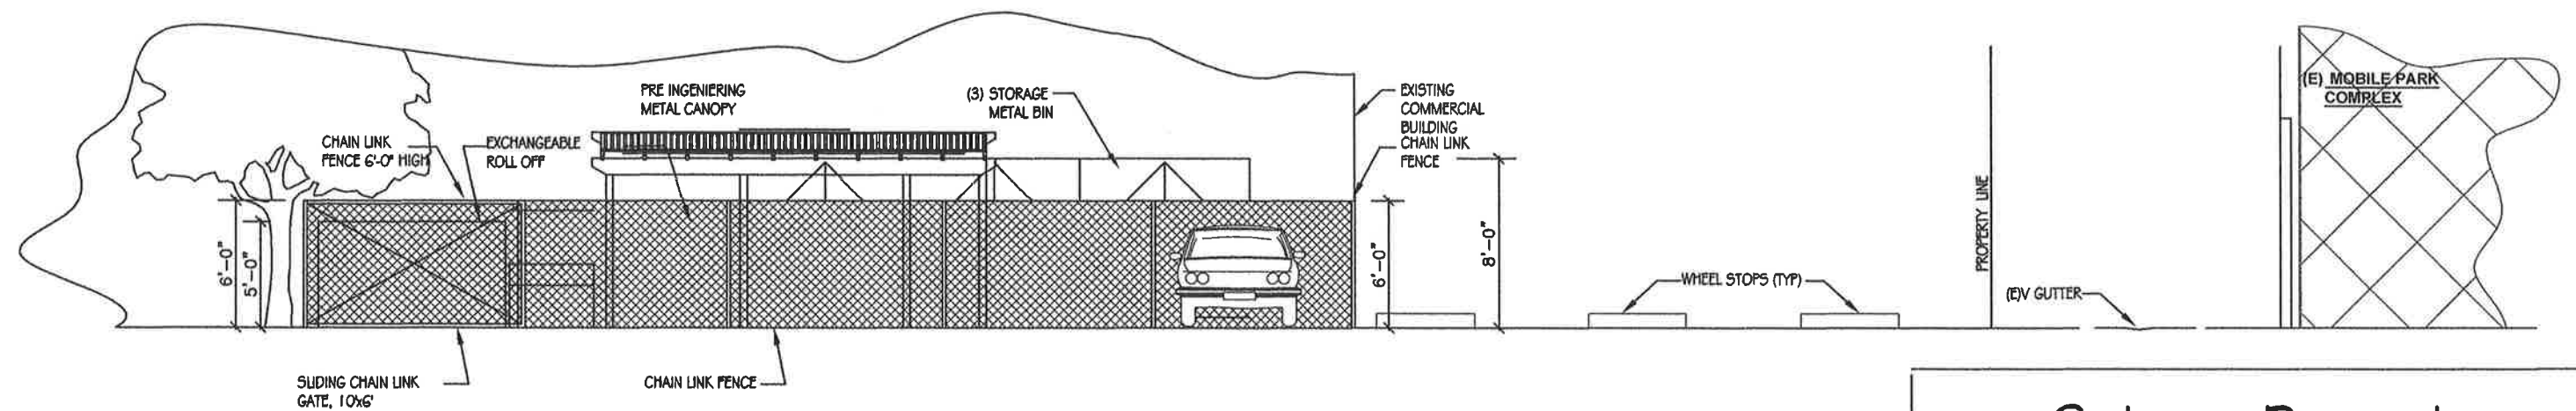 PRE INGENIERING
METAL CANOPY
(3) STORAGE
METAL BIN
EXISTING
COMMERCIAL
BUILDING
CHAIN LINK
FENCE
(E) MOBILE PARK
COMPLEX
CHAIN LINK
FENCE 6'-0" HIGH
EXCHANGEABLE
ROLL OFF
6'-0"
5'-0"
6'-0"
8'-0"
WHEEL STOPS (TYP)
PROPERTY LINE
(E)V GUTTER
SLIDING CHAIN LINK
GATE, 10'x6'
CHAIN LINK FENCE